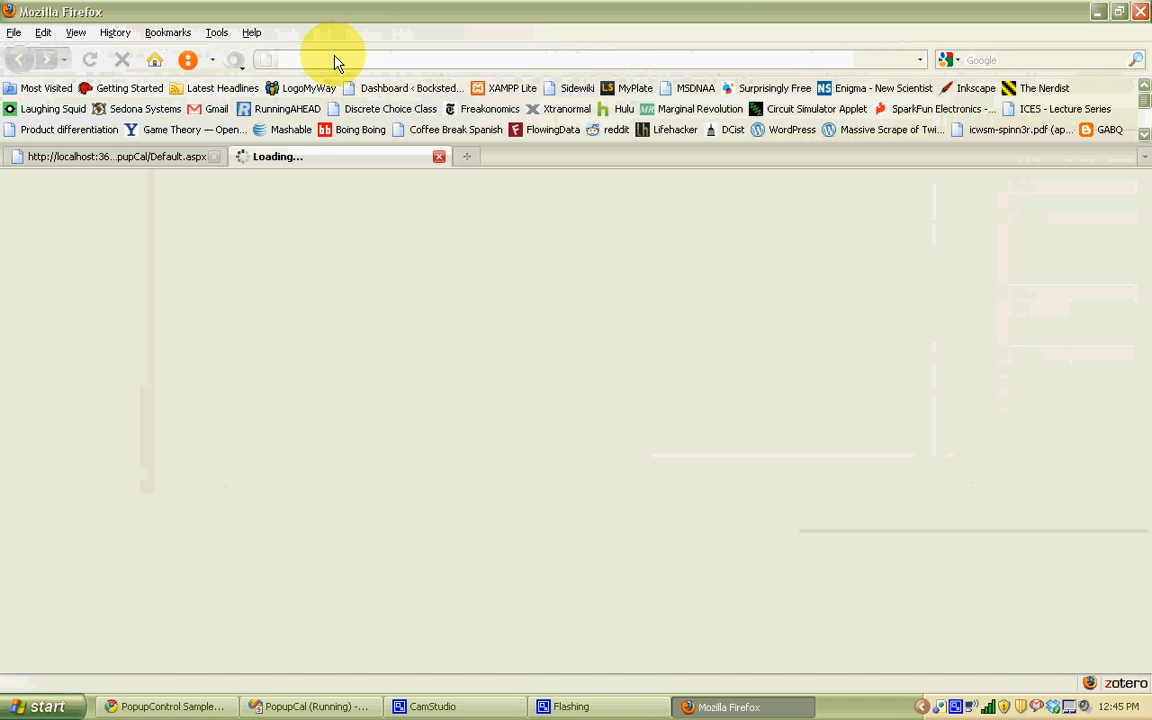 Mozilla Firefox
File Edit View History Bookmarks Tools Help
Google
Most Visited Getting Started Latest Headlines LogoMyWay Dashboard ‹ Bocksted... XAMPP Lite Sidewiki MyPlate MSDNAA Surprisingly Free Enigma - New Scientist Inkscape The Nerdist
Laughing Squid Sedona Systems Gmail RunningAHEAD Discrete Choice Class Freakonomics Hulu Marginal Revolution Xtranormal Circuit Simulator Applet SparkFun Electronics -... ICES - Lecture Series
Product differentiation Game Theory — Open... Mashable Boing Boing Coffee Break Spanish FlowingData reddit Lifehacker DCist WordPress Massive Scrape of Twi... icwsm-spinn3r.pdf (ap... GABQ
http://localhost:36...pupCal/Default.aspx Loading...
zotero
start PopupControl Sample... PopupCal (Running) -... CamStudio Flashing Mozilla Firefox 12:45 PM